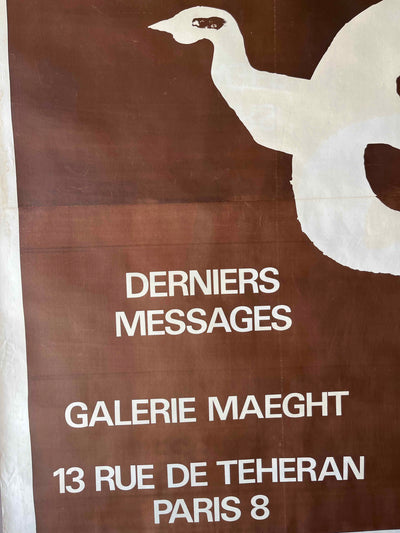 DERNIERS
MESSAGES
GALERIE MAEGHT
13 RUE DE TEHERAN
PARIS 8